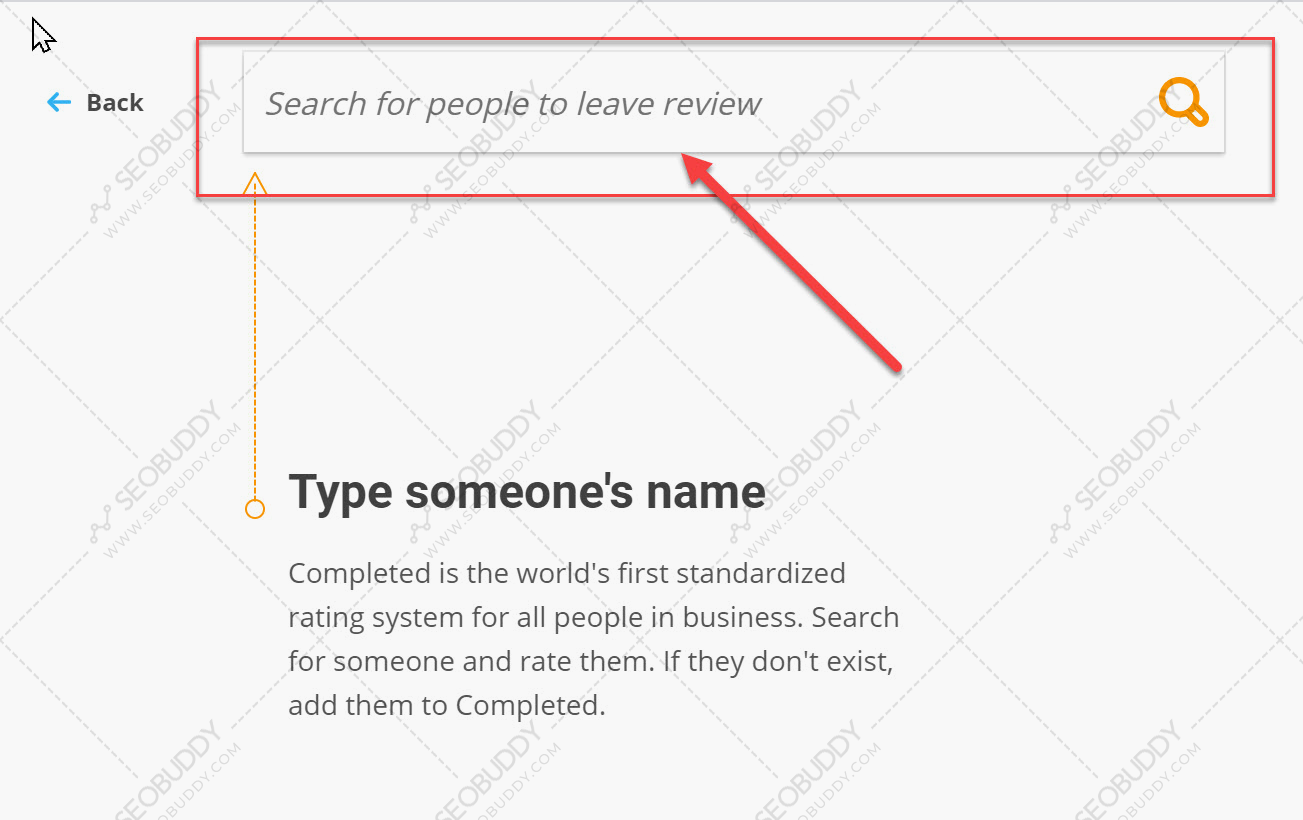 Back
Search for people to leave review
Type someone's name
Completed is the world's first standardized
rating system for all people in business. Search
for someone and rate them. If they don't exist,
add them to Completed.
SEOBUDDY
WWW.SEOBUDDY.COM